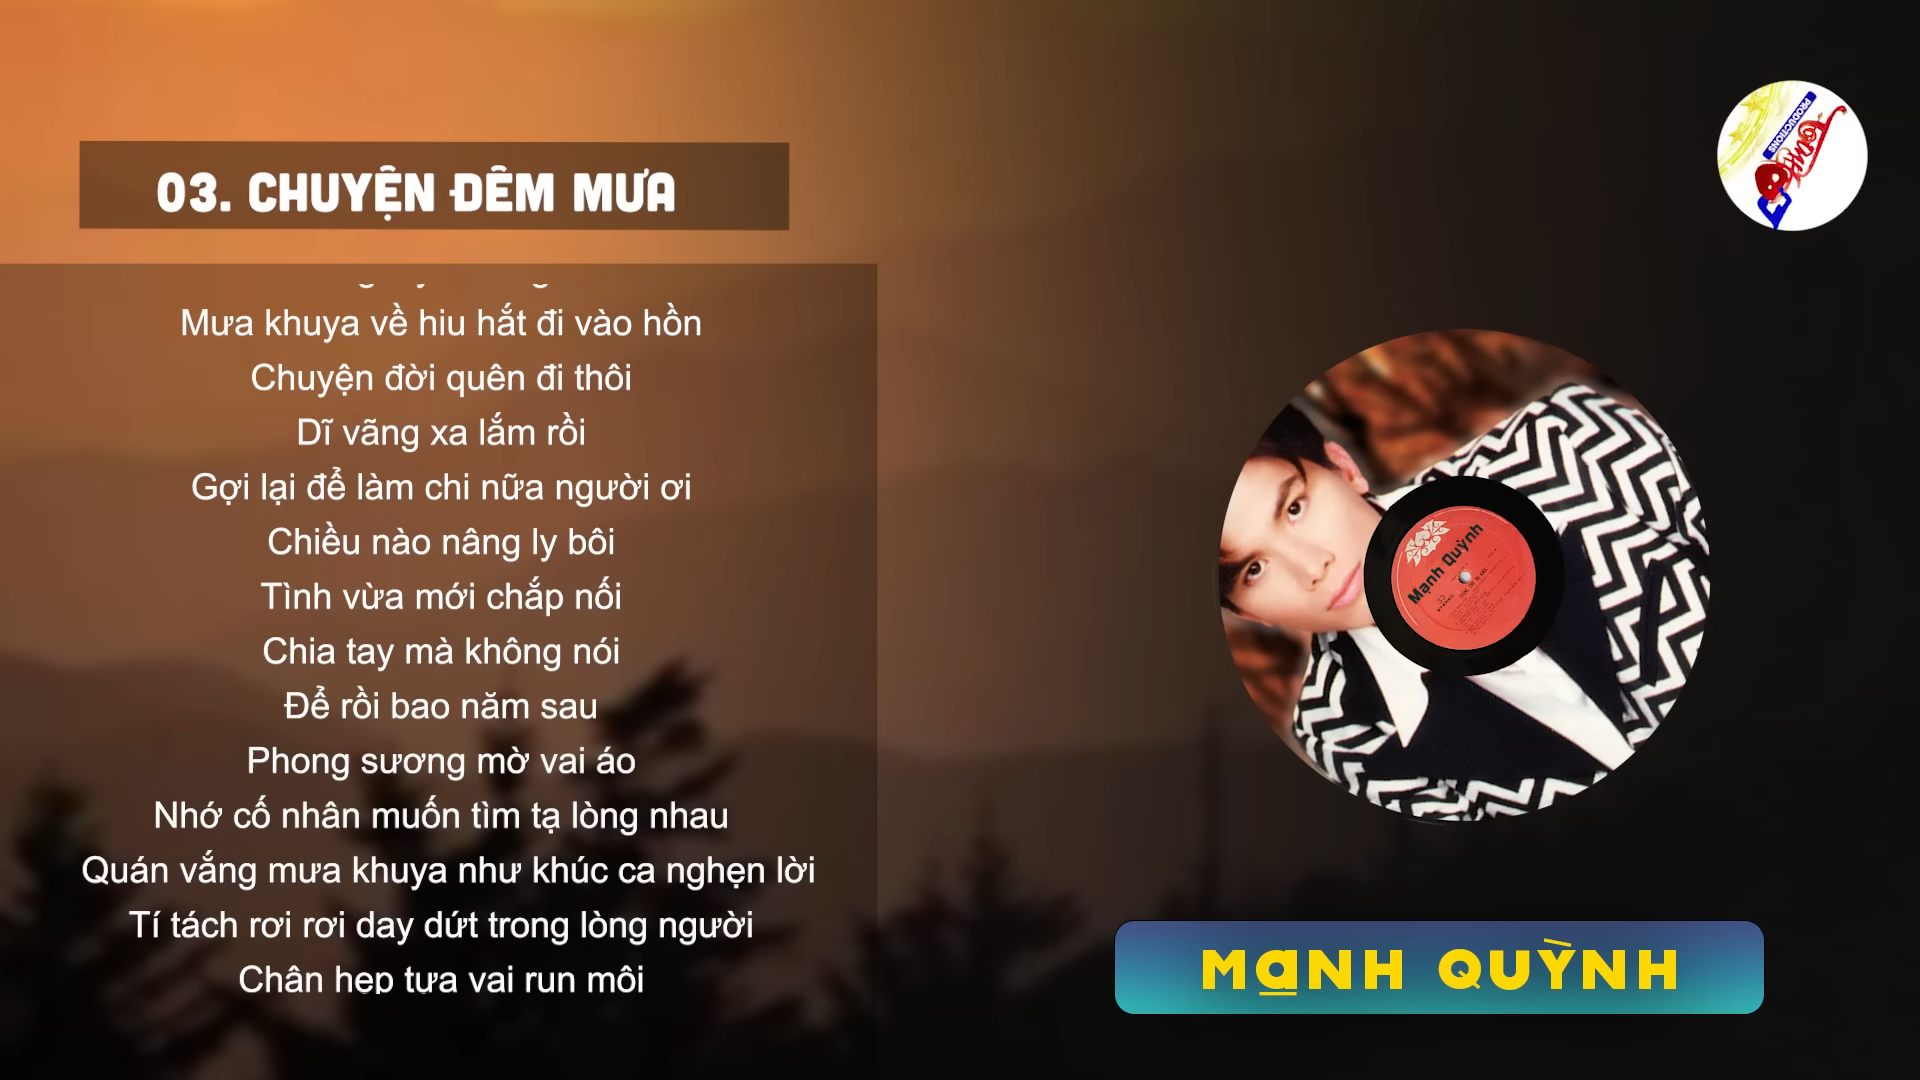 03. CHUYỆN ĐÊM MƯA
Mưa khuya về hiu hắt đi vào hồn
Chuyện đời quên đi thôi
Dĩ vãng xa lắm rồi
Gợi lại để làm chi nữa người ơi
Chiều nào nâng ly bôi
Tình vừa mới chắp nối
Chia tay mà không nói
Để rồi bao năm sau
Phong sương mờ vai áo
Nhớ cố nhân muốn tìm tạ lòng nhau
Quán vắng mưa khuya như khúc ca nghẹn lời
Tí tách rơi rơi day dứt trong lòng người
Chân hẹp tựa vai run môi
PRODUCTIONS
Mạnh Quỳnh
33
STEREO
MẠNH QUỲNH